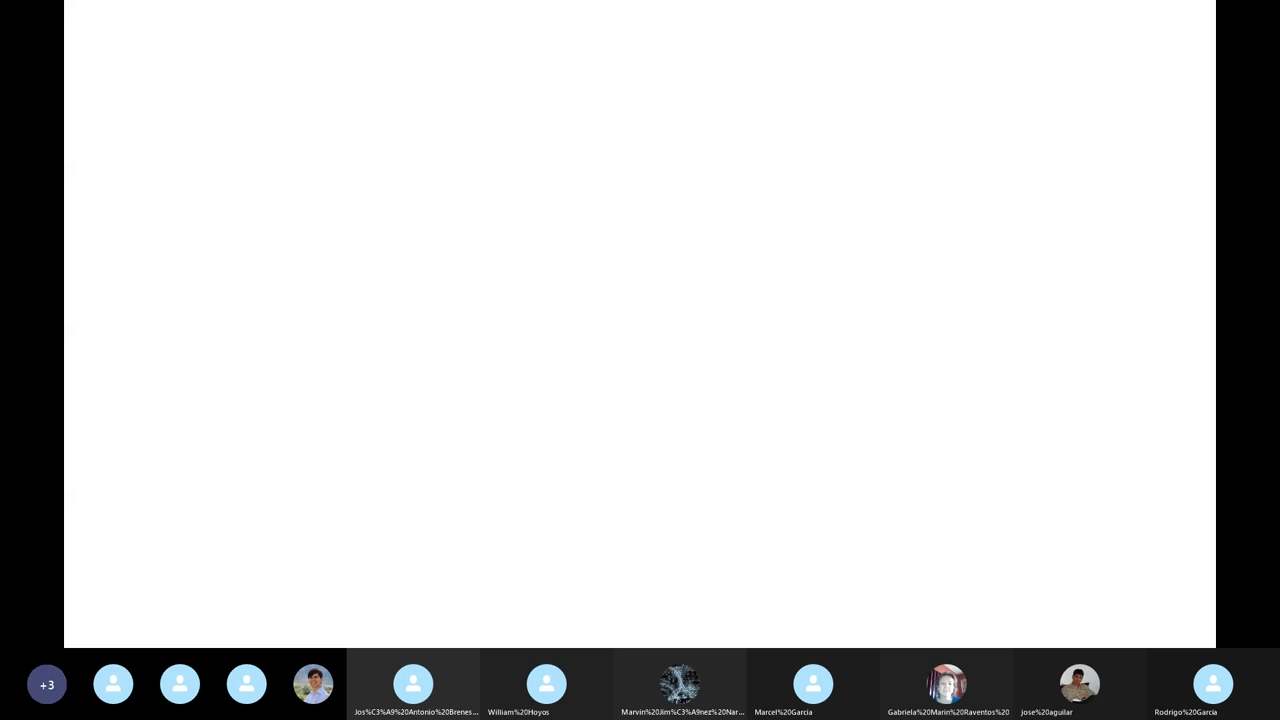 +3
Jos%C3%A9%20Antonio%20Brenes...
William%20Hoyos
Marvin%20Jim%C3%A9nez%20Nar...
Marcel%20Garcia
Gabriela%20Marin%20Raventos%20
jose%20aguilar
Rodrigo%20Garcia